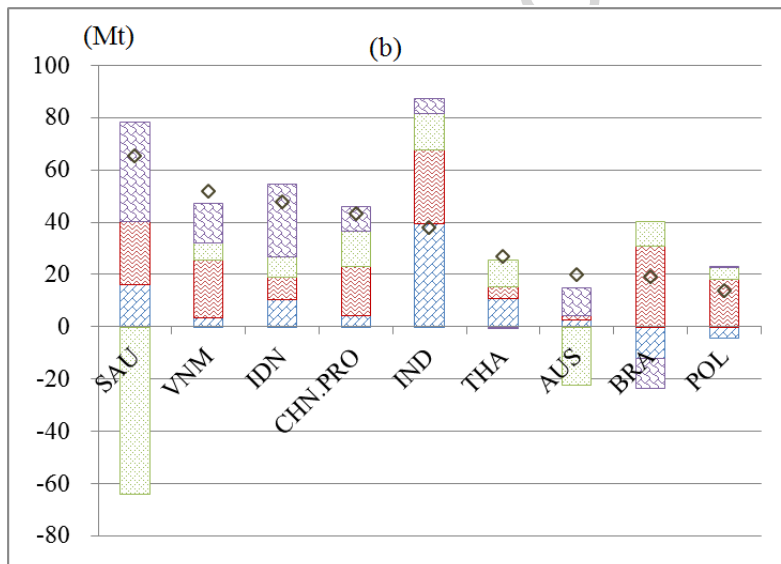 (Mt)
(b)
100
80
60
40
20
0
-20
-40
-60
-80
SAU
VNM
IDN
CHN.PRO
IND
THA
AUS
BRA
POL